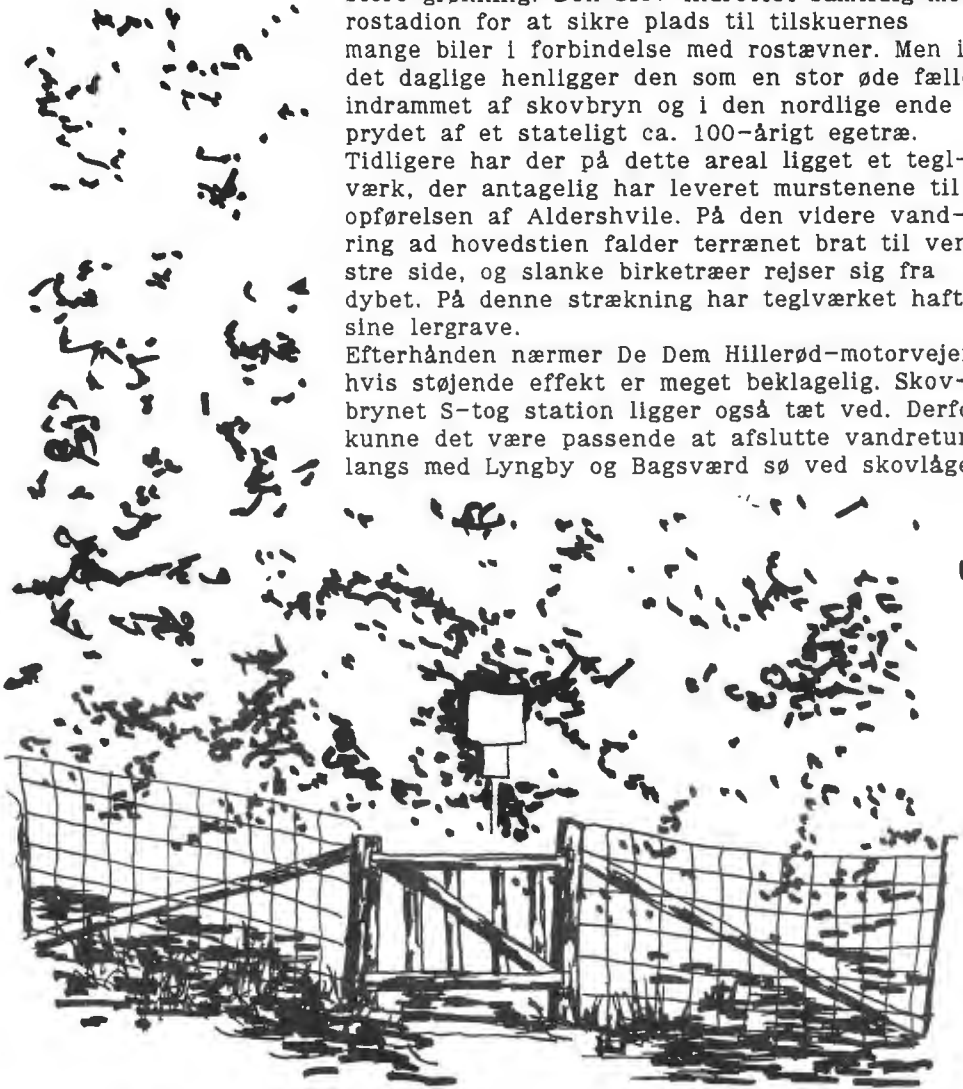 rostadion for at sikre plads til tilskuernes
mange biler i forbindelse med rostævner. Men i
det daglige henligger den som en stor øde fælle
indrammet af skovbryn og i den nordlige ende
prydet af et stateligt ca. 100-årigt egetræ.
Tidligere har der på dette areal ligget et tegl-
værk, der antagelig har leveret murstenene til
opførelsen af Aldershvile. På den videre vand-
ring ad hovedstien falder terrænet brat til ven
stre side, og slanke birketræer rejser sig fra
dybet. På denne strækning har teglværket haft
sine lergrave.
Efterhånden nærmer De Dem Hillerød-motorvejen
hvis støjende effekt er meget beklagelig. Skov-
brynet S-tog station ligger også tæt ved. Derfo
kunne det være passende at afslutte vandretur
langs med Lyngby og Bagsværd sø ved skovlåge